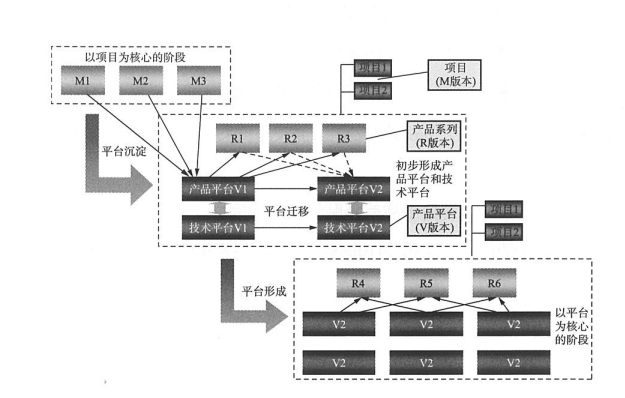 以项目为核心的阶段
M1
M2
M3
项目1
项目2
项目
(M版本)
平台沉淀
R1
R2
R3
产品系列
(R版本)
产品平台V1
产品平台V2
初步形成产
品平台和技
术平台
平台迁移
技术平台V1
技术平台V2
产品平台
(V版本)
项目1
项目2
平台形成
R4
R5
R6
V2
V2
V2
以平台
为核心
的阶段
V2
V2
V2